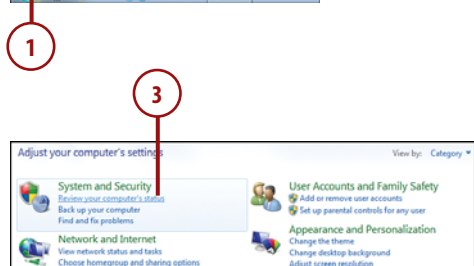 1
3
Adjust your computer's settings
View by: Category
System and Security
Review your computer's status
Back up your computer
Find and fix problems
Network and Internet
View network status and tasks
Choose homegroup and sharing options
User Accounts and Family Safety
Add or remove user accounts
Set up parental controls for any user
Appearance and Personalization
Change the theme
Change desktop background
Adjust screen resolution